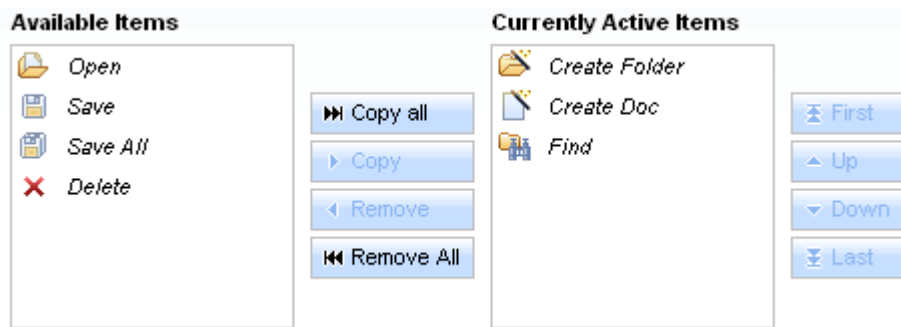 Available Items
Open
Save
Save All
Delete
Copy all
Copy
Remove
Remove All
Currently Active Items
Create Folder
Create Doc
Find
First
Up
Down
Last